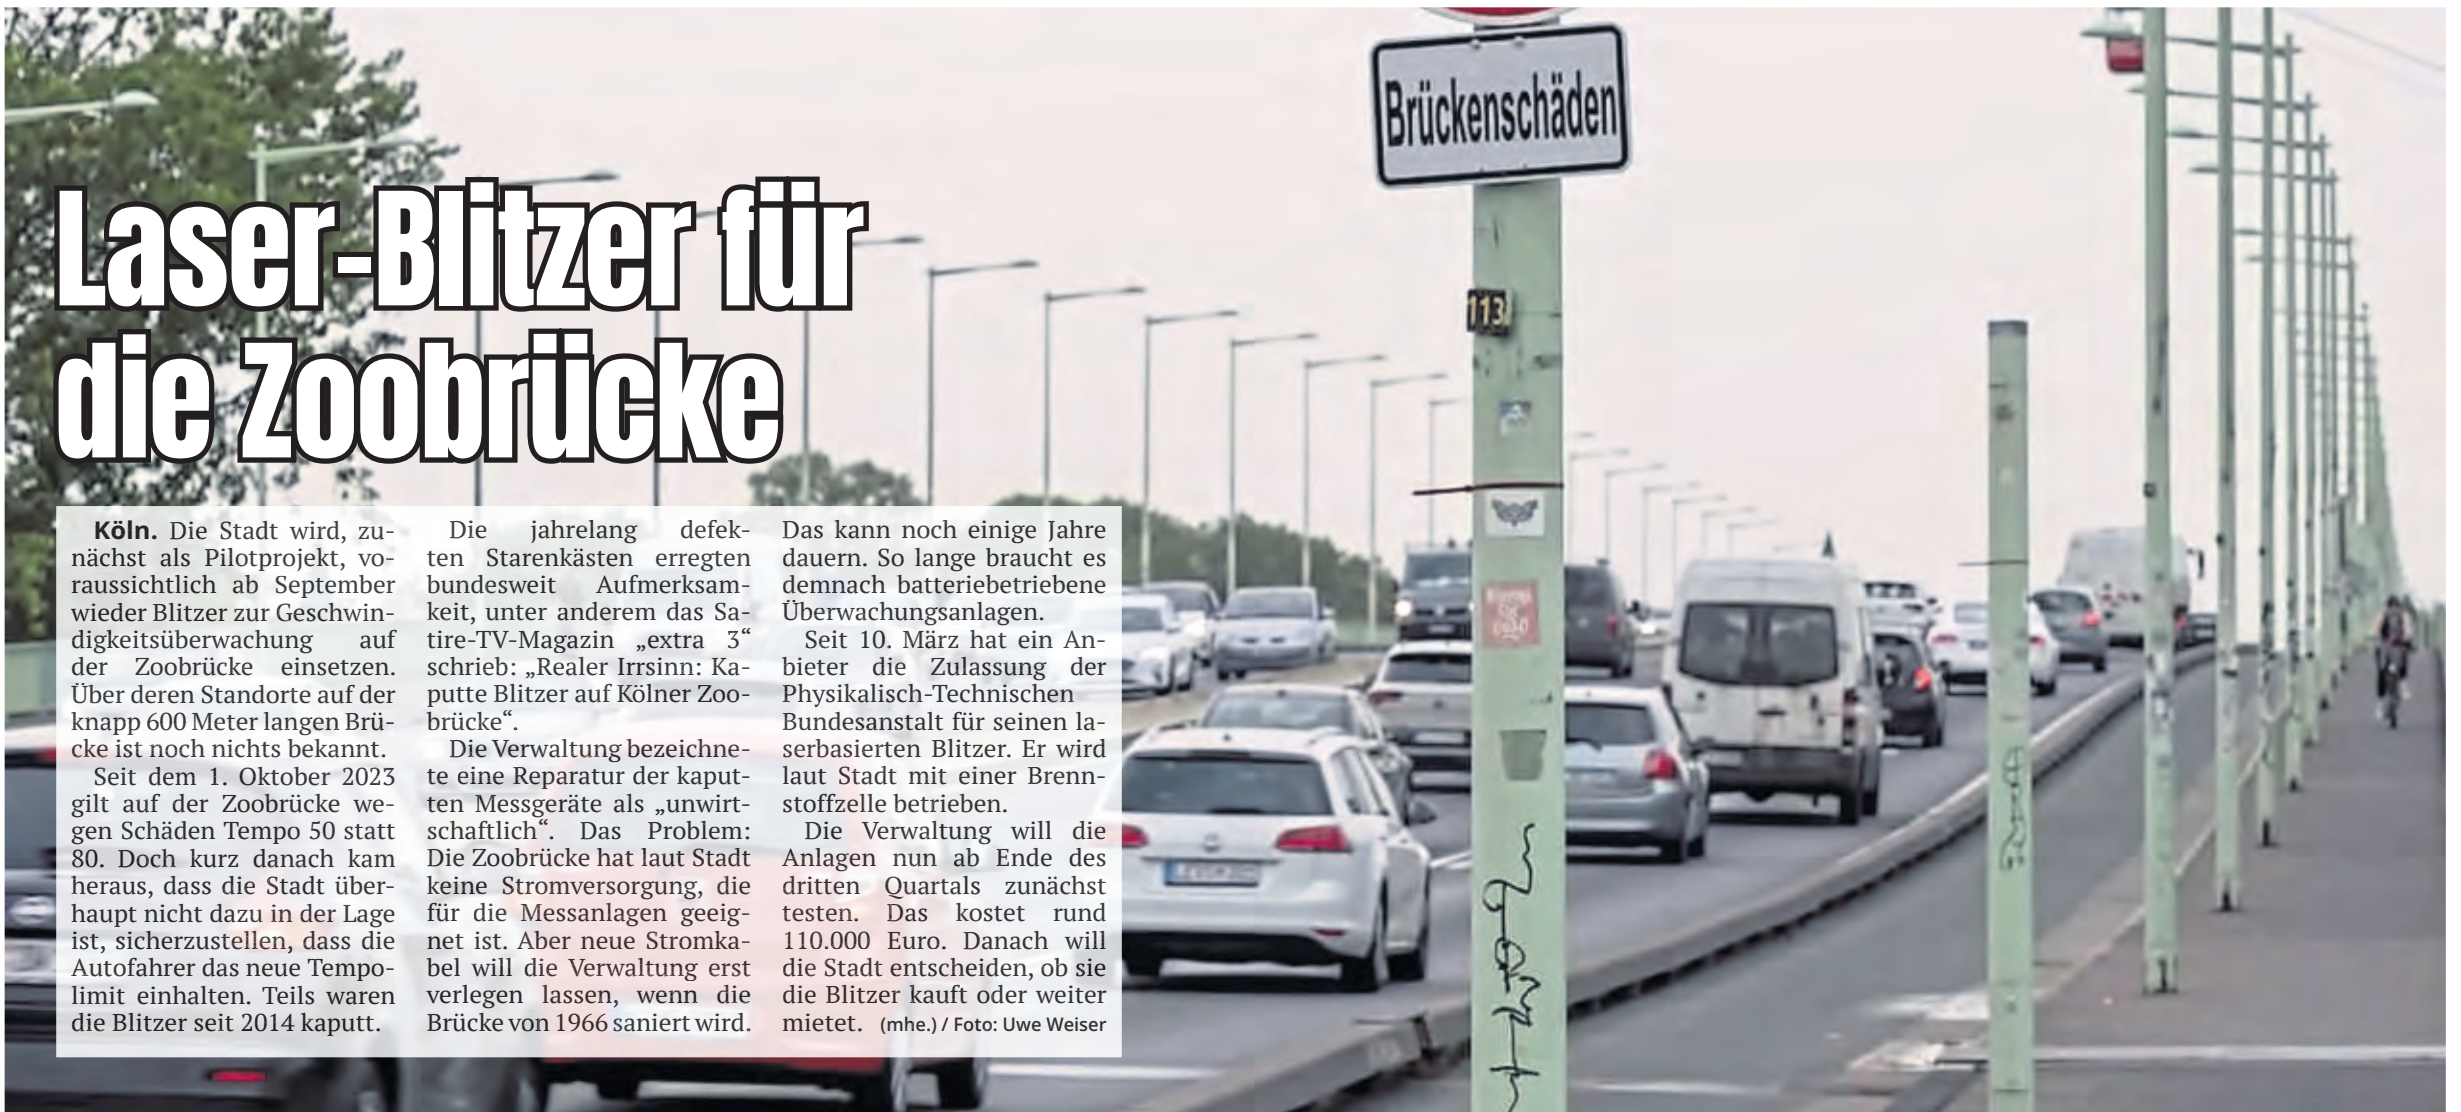 Brückenschäden
113
Laser-Blitzer für
die Zoobrücke
Köln. Die Stadt wird, zu-
nächst als Pilotprojekt, vo-
raussichtlich ab September
wieder Blitzer zur Geschwin-
digkeitsüberwachung auf
der Zoobrücke einsetzen.
Über deren Standorte auf der
knapp 600 Meter langen Brü-
cke ist noch nichts bekannt.
Seit dem 1. Oktober 2023
gilt auf der Zoobrücke we-
gen Schäden Tempo 50 statt
80. Doch kurz danach kam
heraus, dass die Stadt über-
haupt nicht dazu in der Lage
ist, sicherzustellen, dass die
Autofahrer das neue Tempo-
limit einhalten. Teils waren
die Blitzer seit 2014 kaputt.
Die jahrelang defek-
ten Starenkästen erregten
bundesweit Aufmerksam-
keit, unter anderem das Sa-
tire-TV-Magazin „extra 3“
schrieb: „Realer Irrsinn: Ka-
putte Blitzer auf Kölner Zoo-
brücke“.
Die Verwaltung bezeichne-
te eine Reparatur der kaput-
ten Messgeräte als „unwirt-
schaftlich“. Das Problem:
Die Zoobrücke hat laut Stadt
keine Stromversorgung, die
für die Messanlagen geeig-
net ist. Aber neue Stromka-
bel will die Verwaltung erst
verlegen lassen, wenn die
Brücke von 1966 saniert wird.
Das kann noch einige Jahre
dauern. So lange braucht es
demnach batteriebetriebene
Überwachungsanlagen.
Seit 10. März hat ein An-
bieter die Zulassung der
Physikalisch-Technischen
Bundesanstalt für seinen la-
serbasierten Blitzer. Er wird
laut Stadt mit einer Brenn-
stoffzelle betrieben.
Die Verwaltung will die
Anlagen nun ab Ende des
dritten Quartals zunächst
testen. Das kostet rund
110.000 Euro. Danach will
die Stadt entscheiden, ob sie
die Blitzer kauft oder weiter
mietet. (mhe.) / Foto: Uwe Weiser